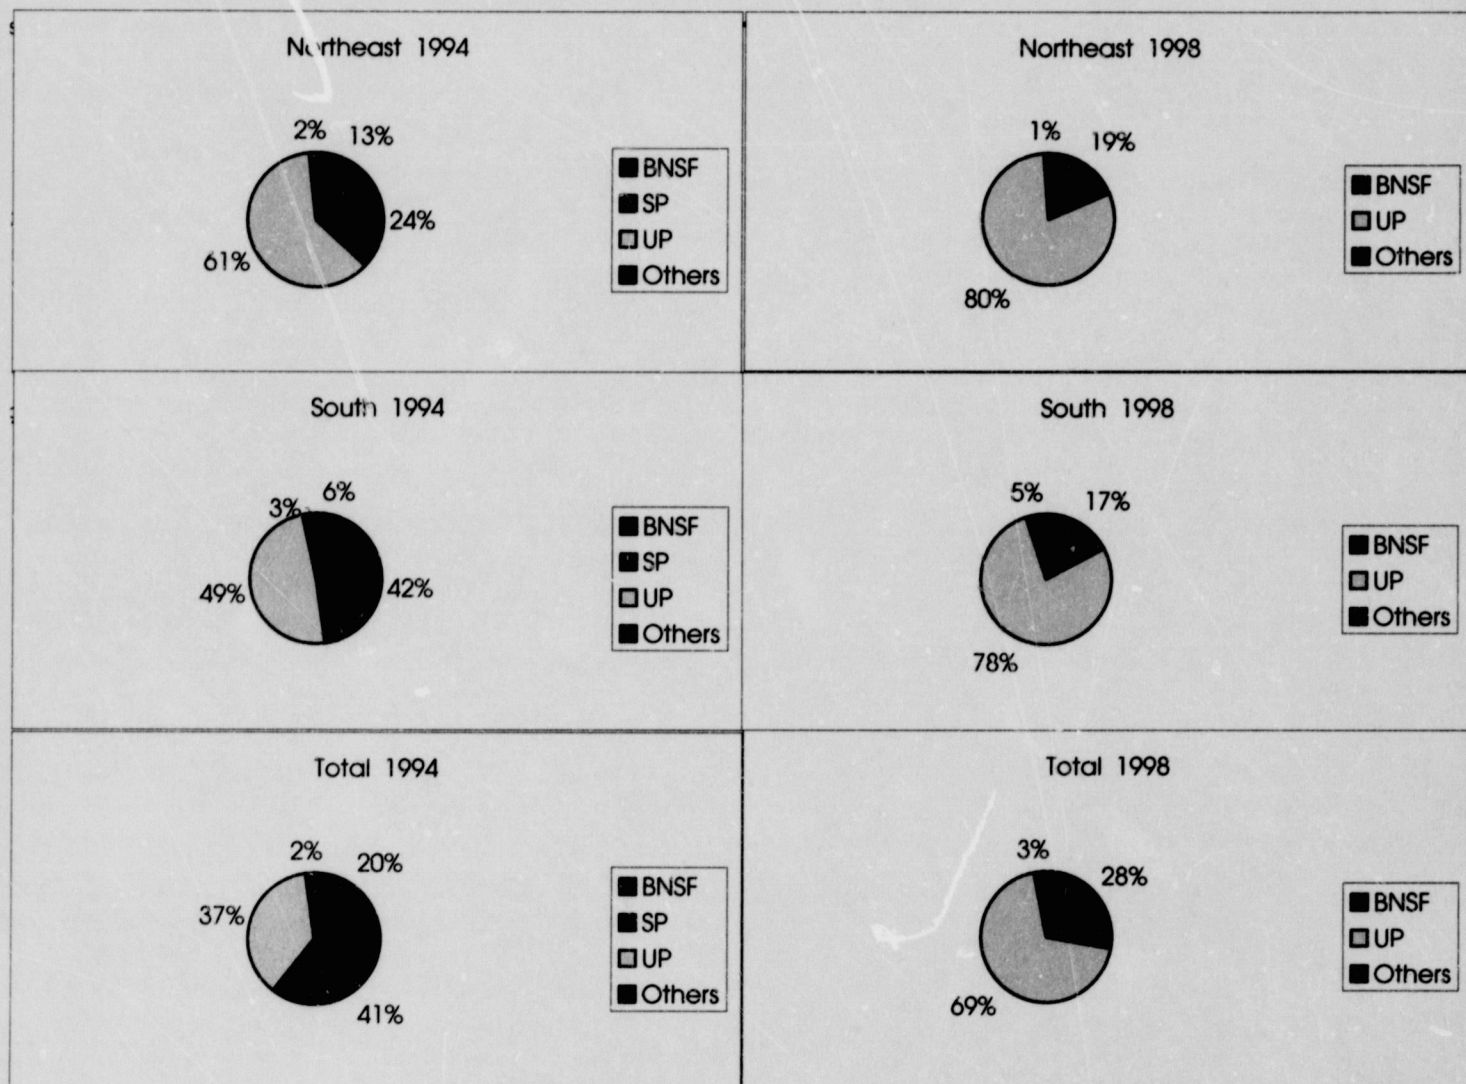 Northeast 1994
2% 13%
24%
61%
BNSF
SP
UP
Others
Northeast 1998
1% 19%
80%
BNSF
UP
Others
South 1994
3% 6%
49% 42%
BNSF
SP
UP
Others
South 1998
5% 17%
78%
BNSF
UP
Others
Total 1994
2% 20%
37%
41%
BNSF
SP
UP
Others
Total 1998
3% 28%
69%
BNSF
UP
Others